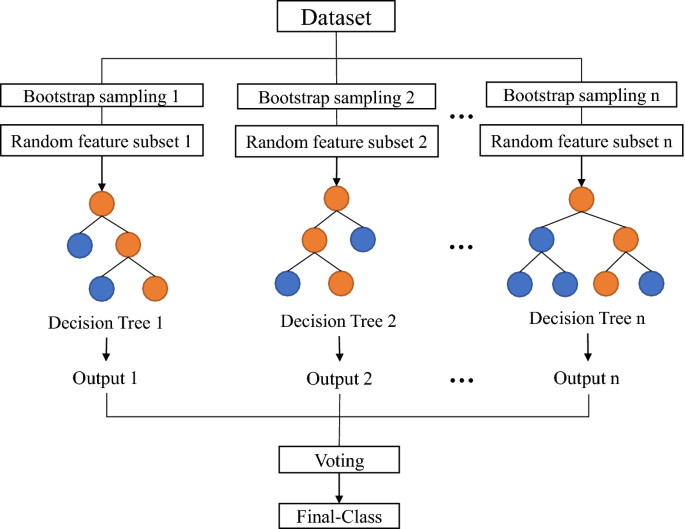 Dataset
Bootstrap sampling 1
Bootstrap sampling 2
...
Bootstrap sampling n
Random feature subset 1
Random feature subset 2
Random feature subset n
...
Decision Tree 1
Decision Tree 2
Decision Tree n
Output 1
Output 2
...
Output n
Voting
Final-Class